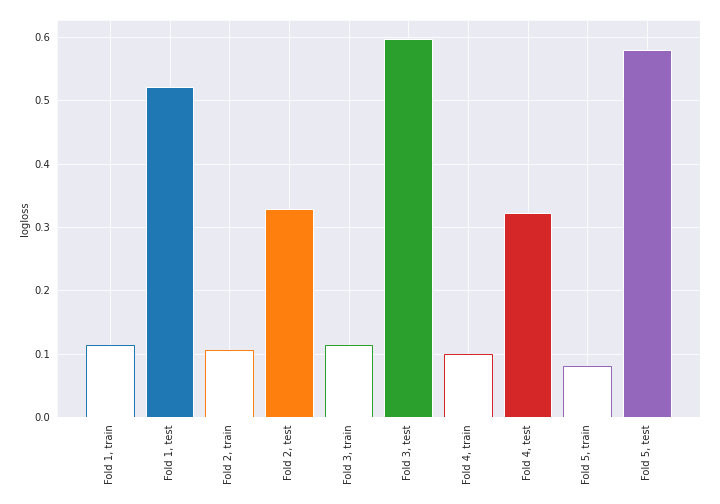 0.6
0.5
0.4
0.3
0.2
0.1
0.0
logloss
Fold 1, train
Fold 1, test
Fold 2, train
Fold 2, test
Fold 3, train
Fold 3, test
Fold 4, train
Fold 4, test
Fold 5, train
Fold 5, test